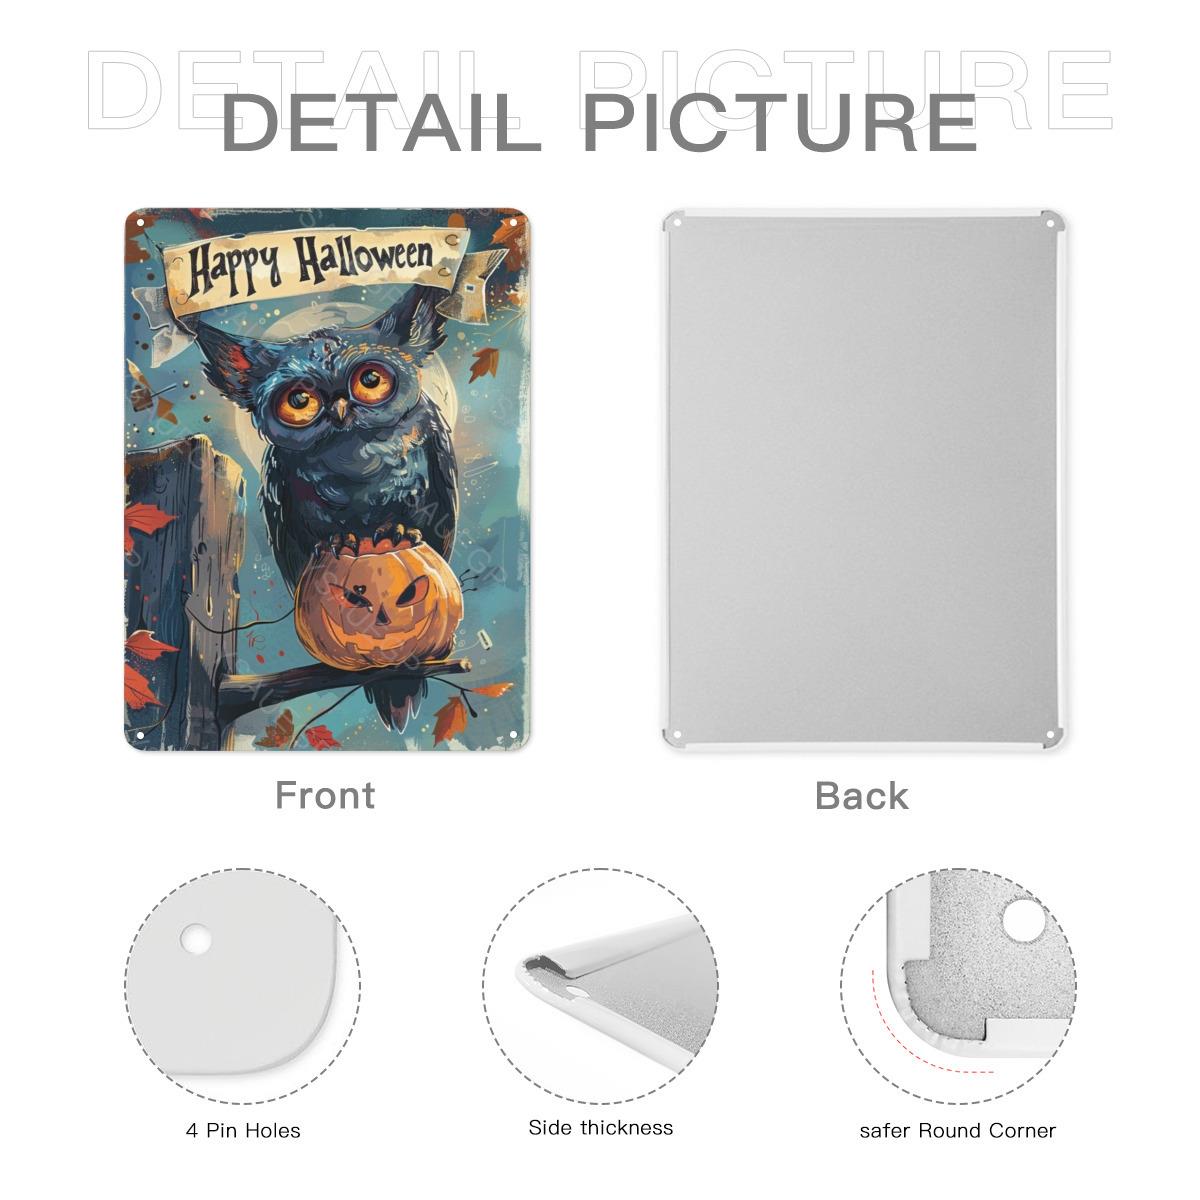 DETAIL PICTURE
DETAIL PICTURE
Happy Halloween
Front
Back
4 Pin Holes
Side thickness
safer Round Corner